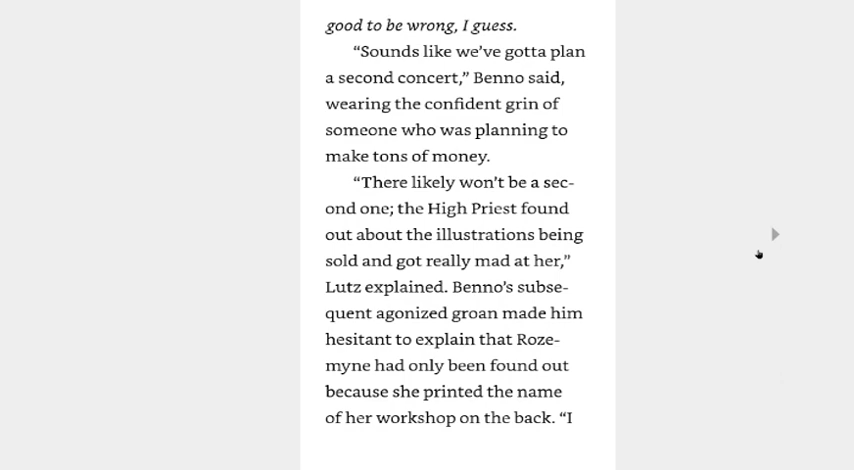 good to be wrong, I guess.
“Sounds like we’ve gotta plan
a second concert,” Benno said,
wearing the confident grin of
someone who was planning to
make tons of money.
“There likely won’t be a sec-
ond one; the High Priest found
out about the illustrations being
sold and got really mad at her,”
Lutz explained. Benno’s subse-
quent agonized groan made him
hesitant to explain that Roze-
myne had only been found out
because she printed the name
of her workshop on the back. “I